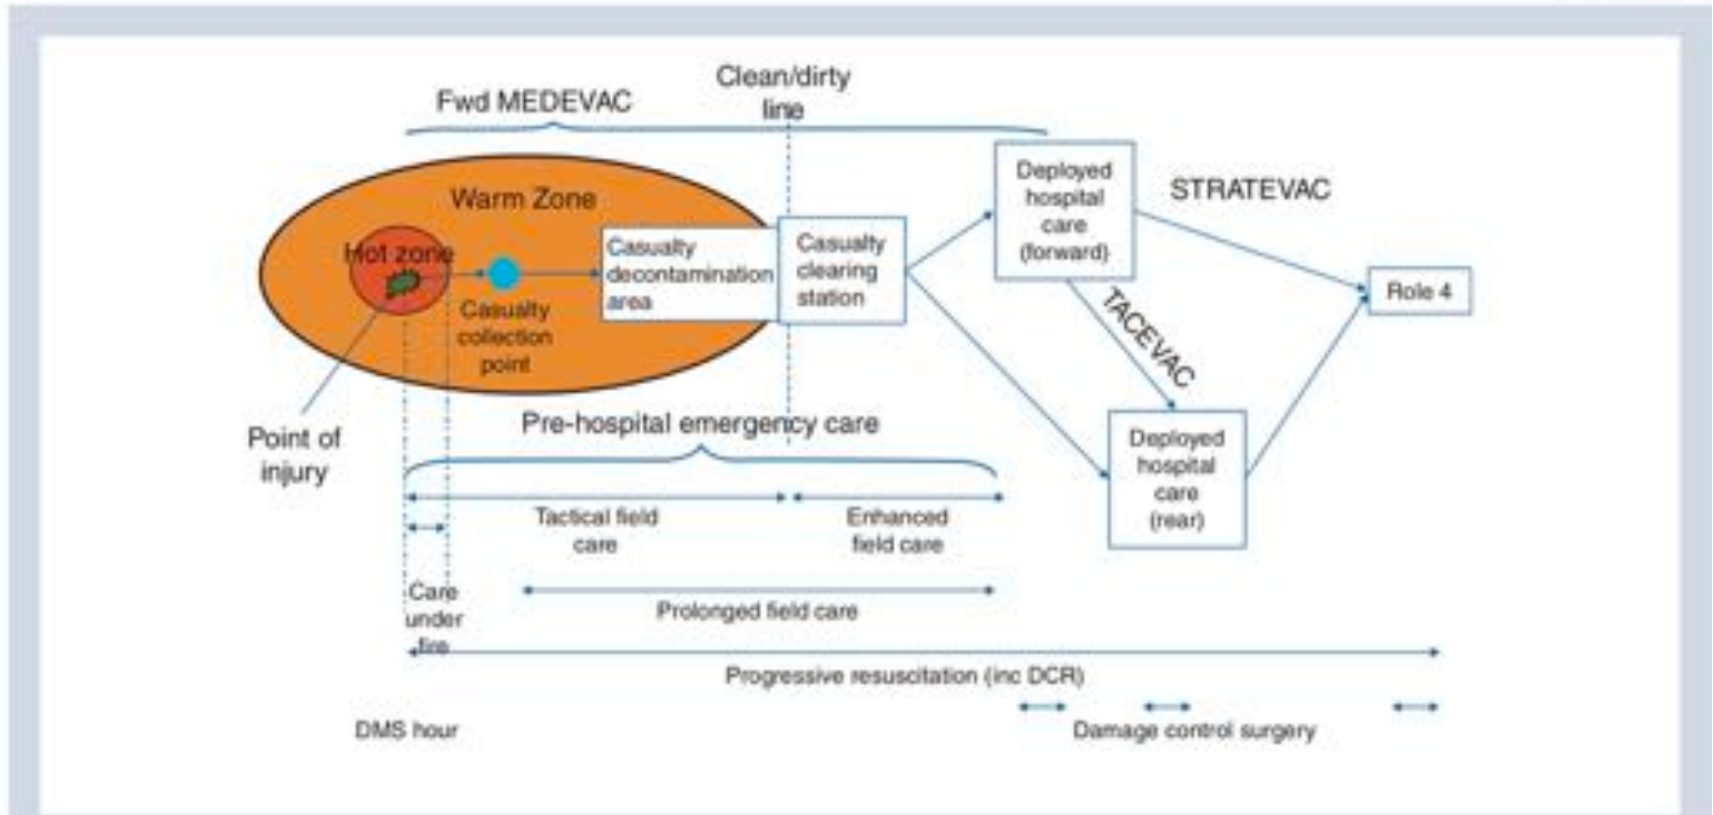 Clean/dirty
line
Fwd MEDEVAC
Warm Zone
Hot zone
Casualty
collection
point
Casualty
decontamination
area
Casualty
clearing
station
Deployed
hospital
care
(forward)
STRATEVAC
Role 4
TACEVAC
Deployed
hospital
care
(rear)
Point of
injury
Pre-hospital emergency care
Tactical field
care
Enhanced
field care
Care
under
fire
Prolonged field care
Progressive resuscitation (inc DCR)
DMS hour
Damage control surgery